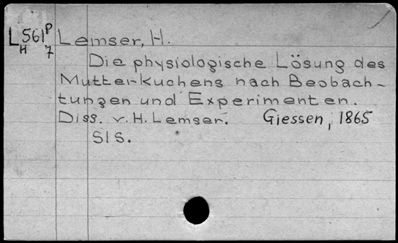 L561P Lemser, H.
H 7
Die physiologische Lösung des
Mutterkuchens nach Beobach-
tungen und Experimenten.
Diss. v. H. Lemser. Giessen, 1865
SIS.